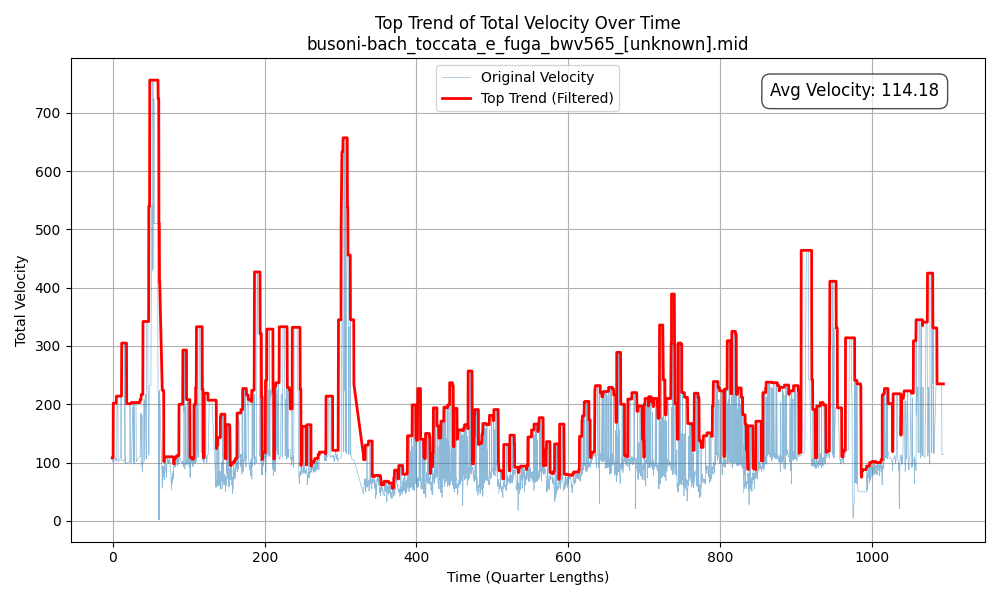 Top Trend of Total Velocity Over Time
busoni-bach_toccata_e_fuga_bwv565_[unknown].mid
Original Velocity
Top Trend (Filtered)
Avg Velocity: 114.18
Total Velocity
700
600
500
400
300
200
100
0
0 200 400 600 800 1000
Time (Quarter Lengths)